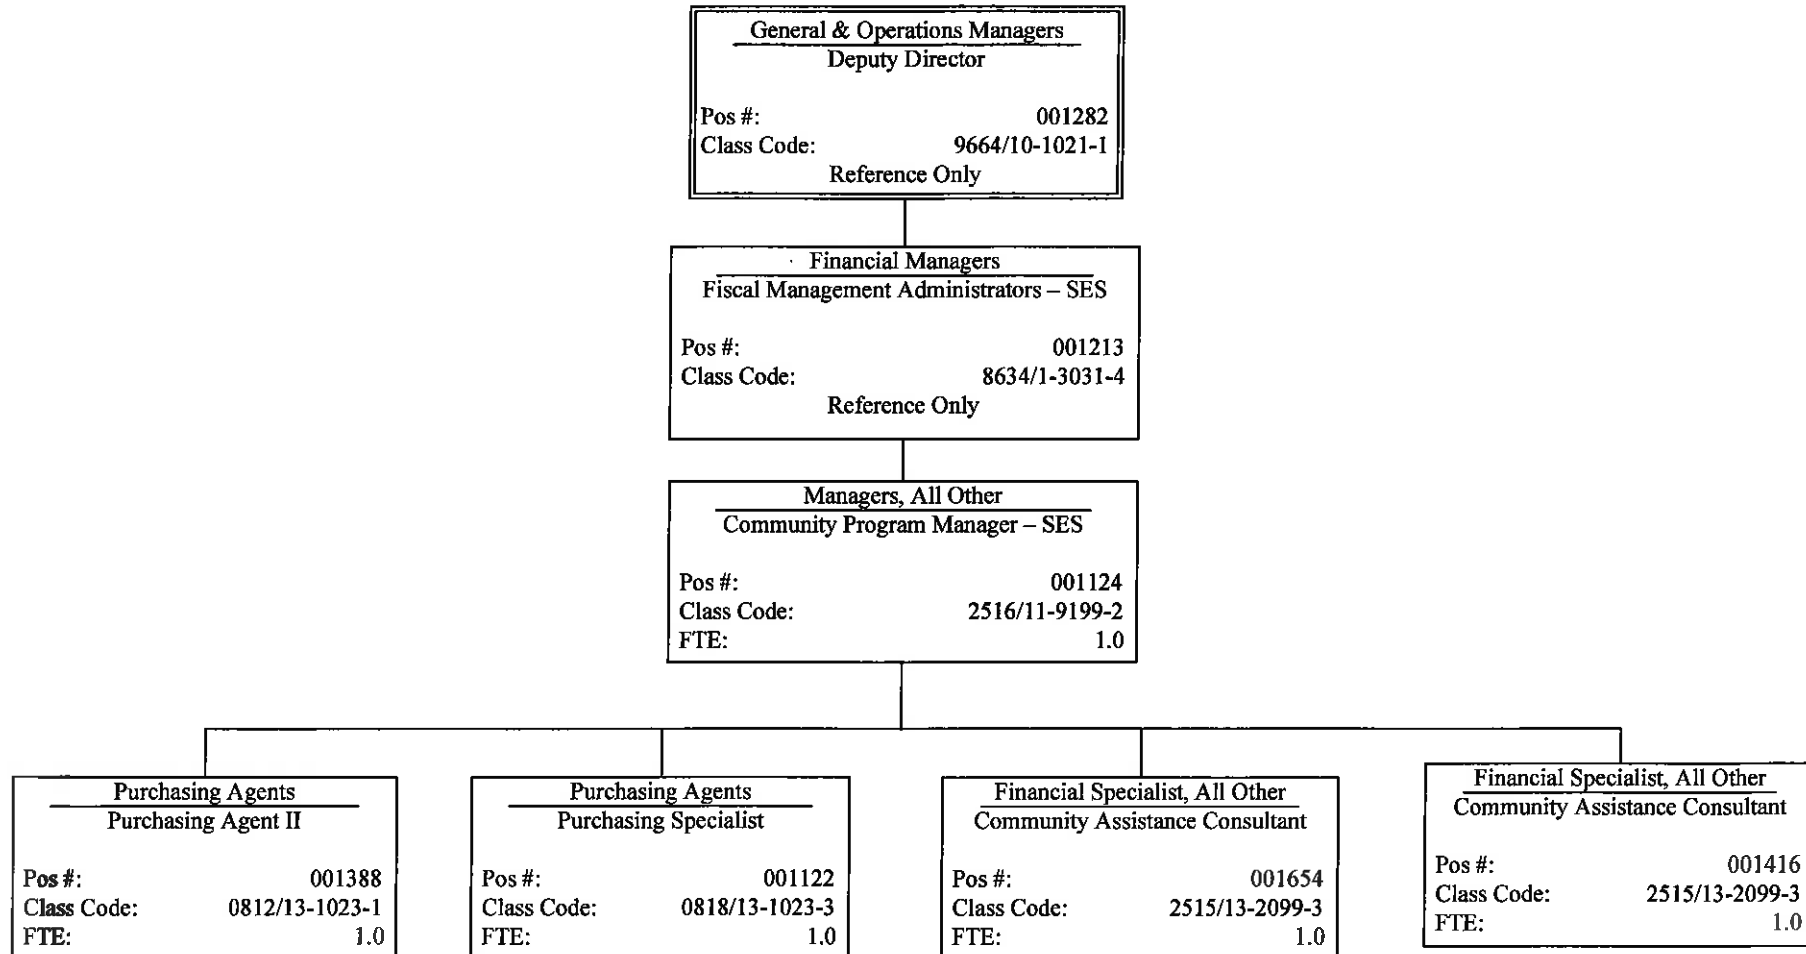 General & Operations Managers
Deputy Director
Pos #: 001282
Class Code: 9664/10-1021-1
Reference Only
Financial Managers
Fiscal Management Administrators – SES
Pos #: 001213
Class Code: 8634/1-3031-4
Reference Only
Managers, All Other
Community Program Manager – SES
Pos #: 001124
Class Code: 2516/11-9199-2
FTE: 1.0
Purchasing Agents
Purchasing Agent II
Pos #: 001388
Class Code: 0812/13-1023-1
FTE: 1.0
Purchasing Agents
Purchasing Specialist
Pos #: 001122
Class Code: 0818/13-1023-3
FTE: 1.0
Financial Specialist, All Other
Community Assistance Consultant
Pos #: 001654
Class Code: 2515/13-2099-3
FTE: 1.0
Financial Specialist, All Other
Community Assistance Consultant
Pos #: 001416
Class Code: 2515/13-2099-3
FTE: 1.0